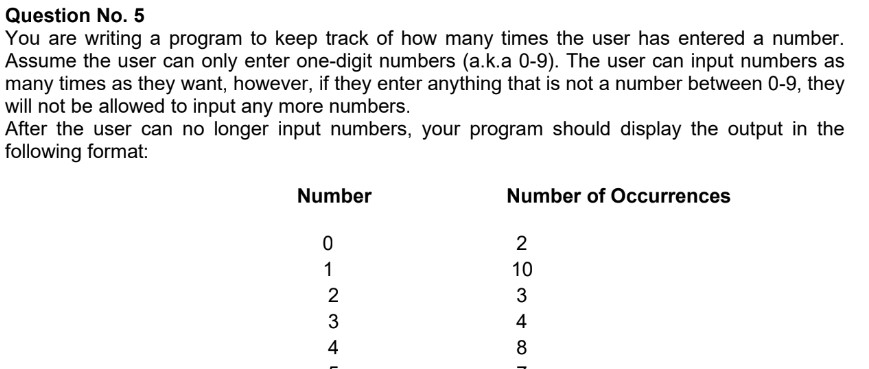 Question No. 5
You are writing a program to keep track of how many times the user has entered a number.
Assume the user can only enter one-digit numbers (a.k.a 0-9). The user can input numbers as
many times as they want, however, if they enter anything that is not a number between 0-9, they
will not be allowed to input any more numbers.
After the user can no longer input numbers, your program should display the output in the
following format:
Number Number of Occurrences
0 2
1 10
2 3
3 4
4 8